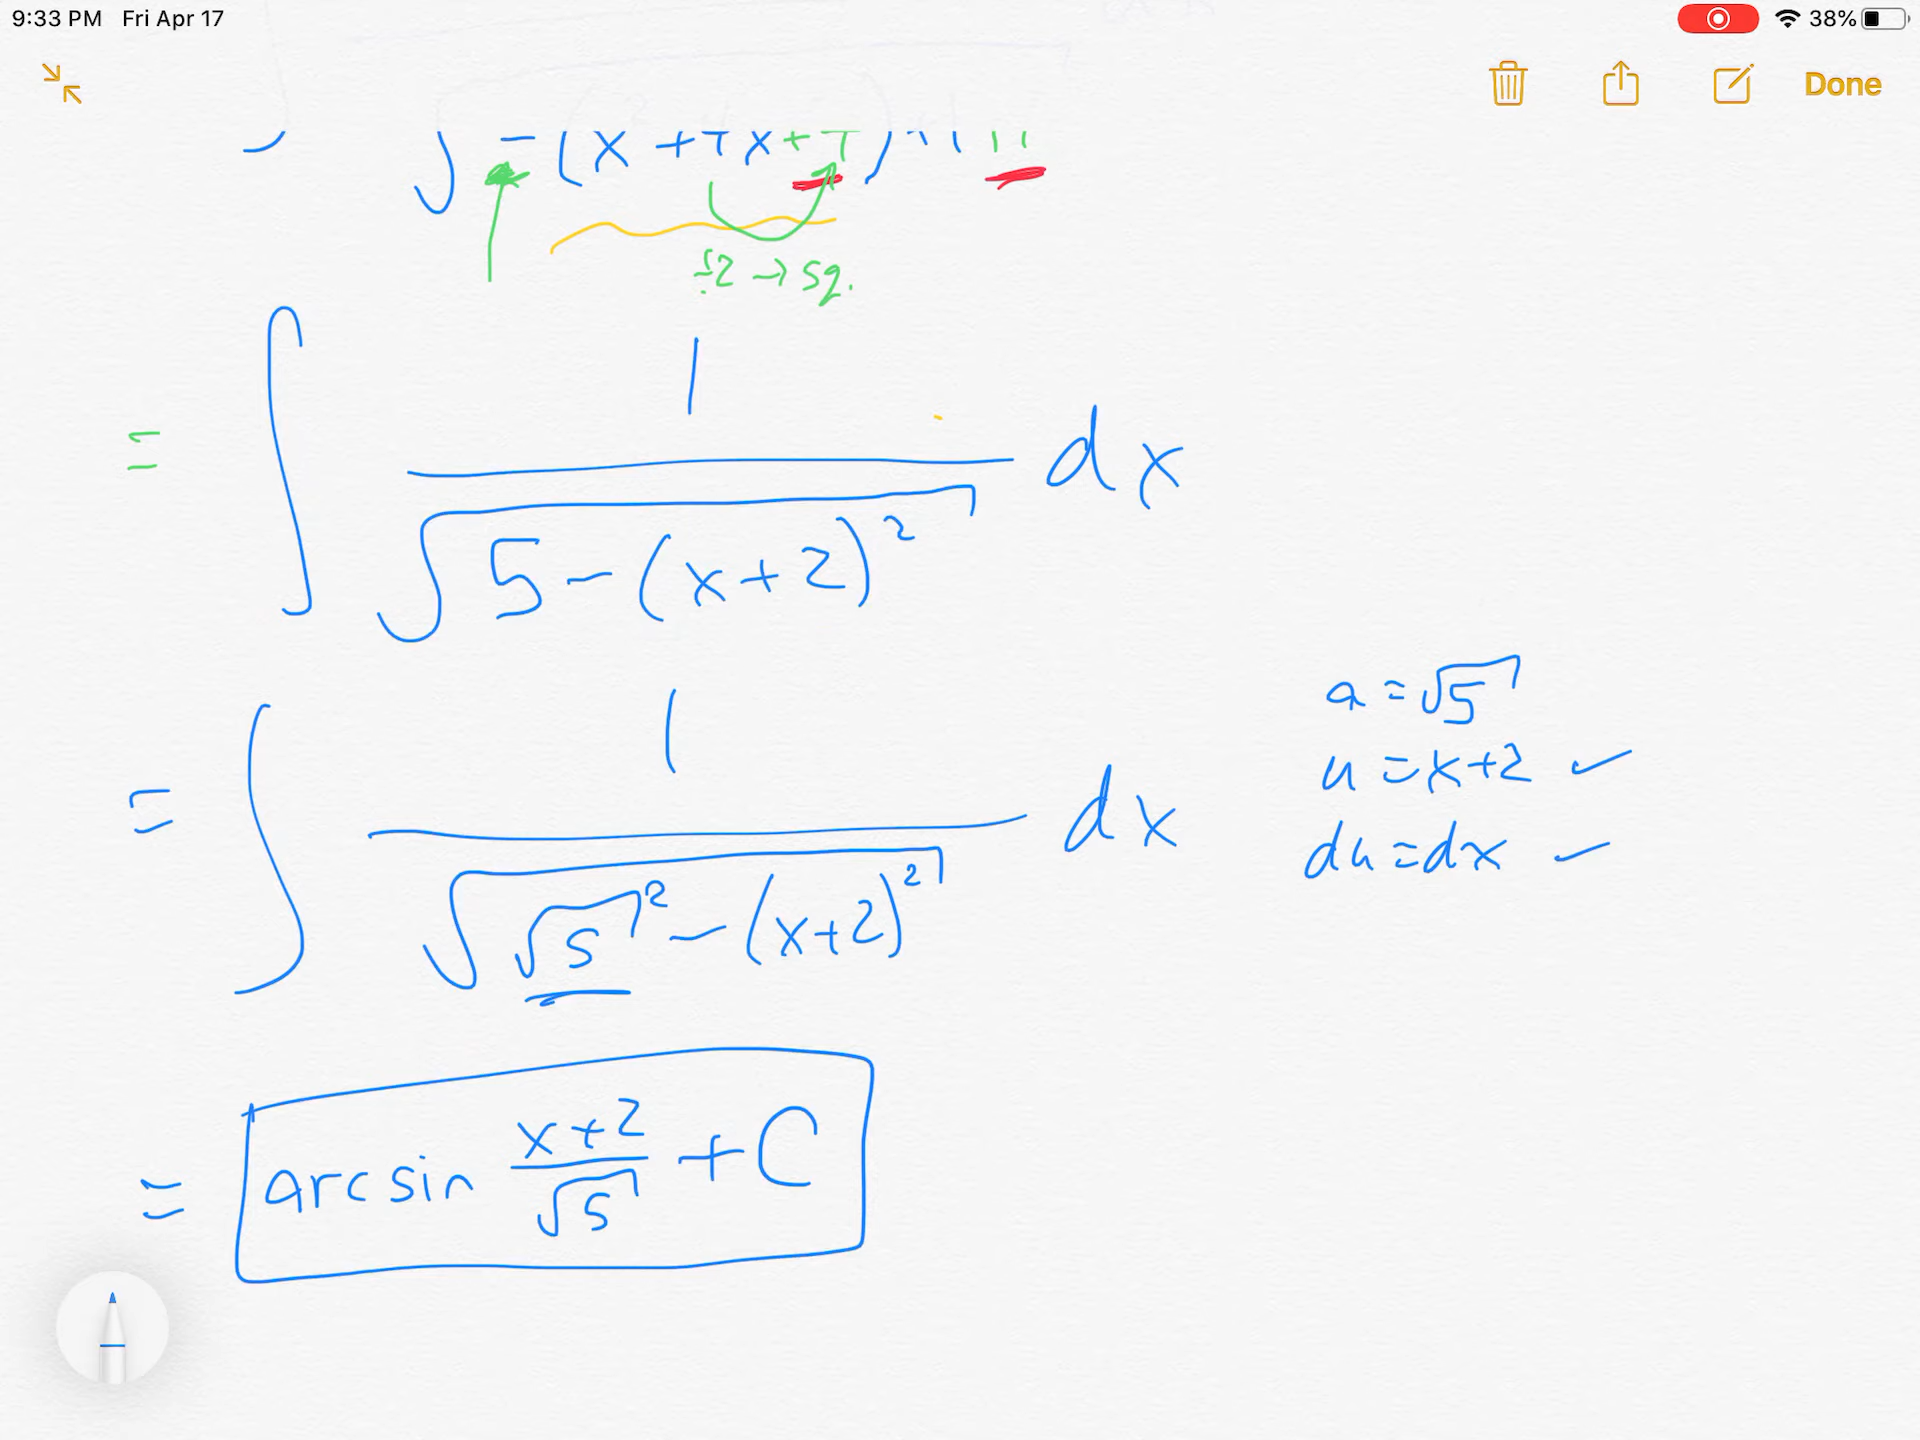 9:33 PM Fri Apr 17 38%
Done
÷2 → sq.
= ∫ 1 / √(5 - (x+2)²) dx
a = √5
u = x+2 ✓
= ∫ 1 / √(√5² - (x+2)²) dx
du = dx ✓
= arcsin (x+2)/√5 + C